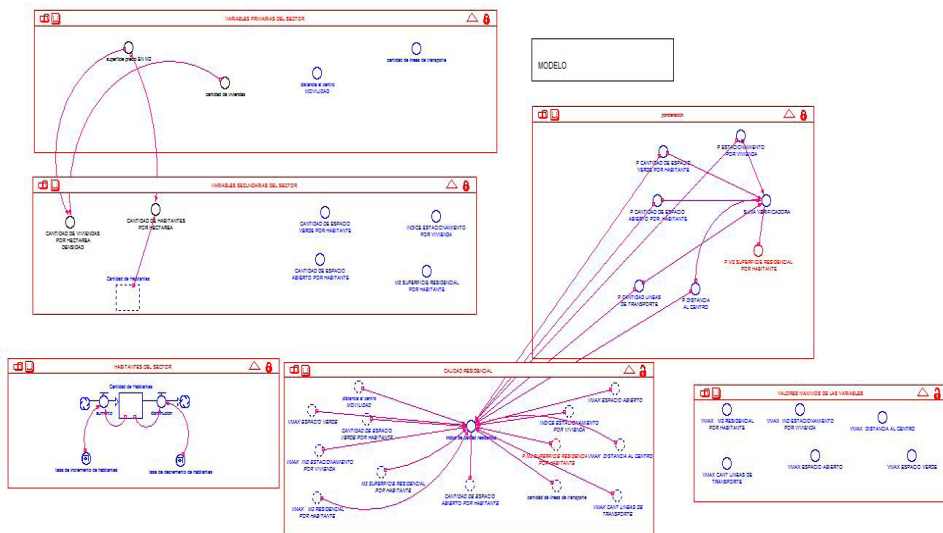 VARIABLES PRIMARIAS DEL SECTOR
superficie predio EN M2
cantidad de viviendas
distancia al centro
MOVILIDAD
cantidad de lineas de transporte
MODELO
ponderación
P ESTACIONAMIENTO
POR VIVIENDA
P CANTIDAD DE ESPACIO
VERDE POR HABITANTE
P CANTIDAD DE ESPACIO
ABIERTO POR HABITANTE
SUMA VERIFICADORA
P M2 SUPERFICIE RESIDENCIAL
POR HABITANTE
P CANTIDAD LINEAS
DE TRANSPORTE
P DISTANCIA
AL CENTRO
VARIABLES SECUNDARIAS DEL SECTOR
CANTIDAD DE VIVIENDAS
POR HECTAREA
DENSIDAD
CANTIDAD DE HABITANTES
POR HECTAREA
CANTIDAD DE ESPACIO
VERDE POR HABITANTE
INDICE ESTACIONAMIENTO
POR VIVIENDA
CANTIDAD DE ESPACIO
ABIERTO POR HABITANTE
M2 SUPERFICIE RESIDENCIAL
POR HABITANTE
Cantidad de Habitantes
HABITANTES DEL SECTOR
Cantidad de Habitantes
aumento
disminucion
tasa de incremento de habitantes
tasa de decremento de habitantes
CALIDAD RESIDENCIAL
distancia al centro
MOVILIDAD
VMAX ESPACIO VERDE
CANTIDAD DE ESPACIO
VERDE POR HABITANTE
VMAX IND ESTACIONAMIENTO
POR VIVIENDA
M2 SUPERFICIE RESIDENCIAL
POR HABITANTE
VMAX M2 RESIDENCIAL
POR HABITANTE
indice de calidad residencial
CANTIDAD DE ESPACIO
ABIERTO POR HABITANTE
VMAX ESPACIO ABIERTO
INDICE ESTACIONAMIENTO
POR VIVIENDA
P M2 SUPERFICIE RESIDENCIAL
POR HABITANTE
VMAX DISTANCIA AL CENTRO
cantidad de lineas de transporte
VMAX CANT LINEAS DE
TRANSPORTE
VALORES MAXIMOS DE LAS VARIABLES
VMAX M2 RESIDENCIAL
POR HABITANTE
VMAX IND ESTACIONAMIENTO
POR VIVIENDA
VMAX DISTANCIA AL CENTRO
VMAX CANT LINEAS DE
TRANSPORTE
VMAX ESPACIO ABIERTO
VMAX ESPACIO VERDE